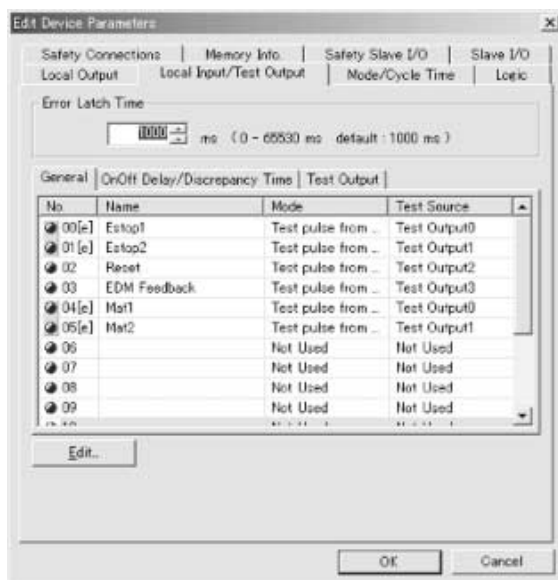 Edit Device Parameters
Safety Connections Memory Info. Safety Slave I/O Slave I/O
Local Output Local Input/Test Output Mode/Cycle Time Logic
Error Latch Time
1000 ms ( 0 - 65530 ms default : 1000 ms )
General OnOff Delay/Discrepancy Time Test Output
No. Name Mode Test Source
00[e] Estop1 Test pulse from ... Test Output0
01[e] Estop2 Test pulse from ... Test Output1
02 Reset Test pulse from ... Test Output2
03 EDM Feedback Test pulse from ... Test Output3
04[e] Mat1 Test pulse from ... Test Output0
05[e] Mat2 Test pulse from ... Test Output1
06 Not Used Not Used
07 Not Used Not Used
08 Not Used Not Used
09 Not Used Not Used
Edit..
OK Cancel